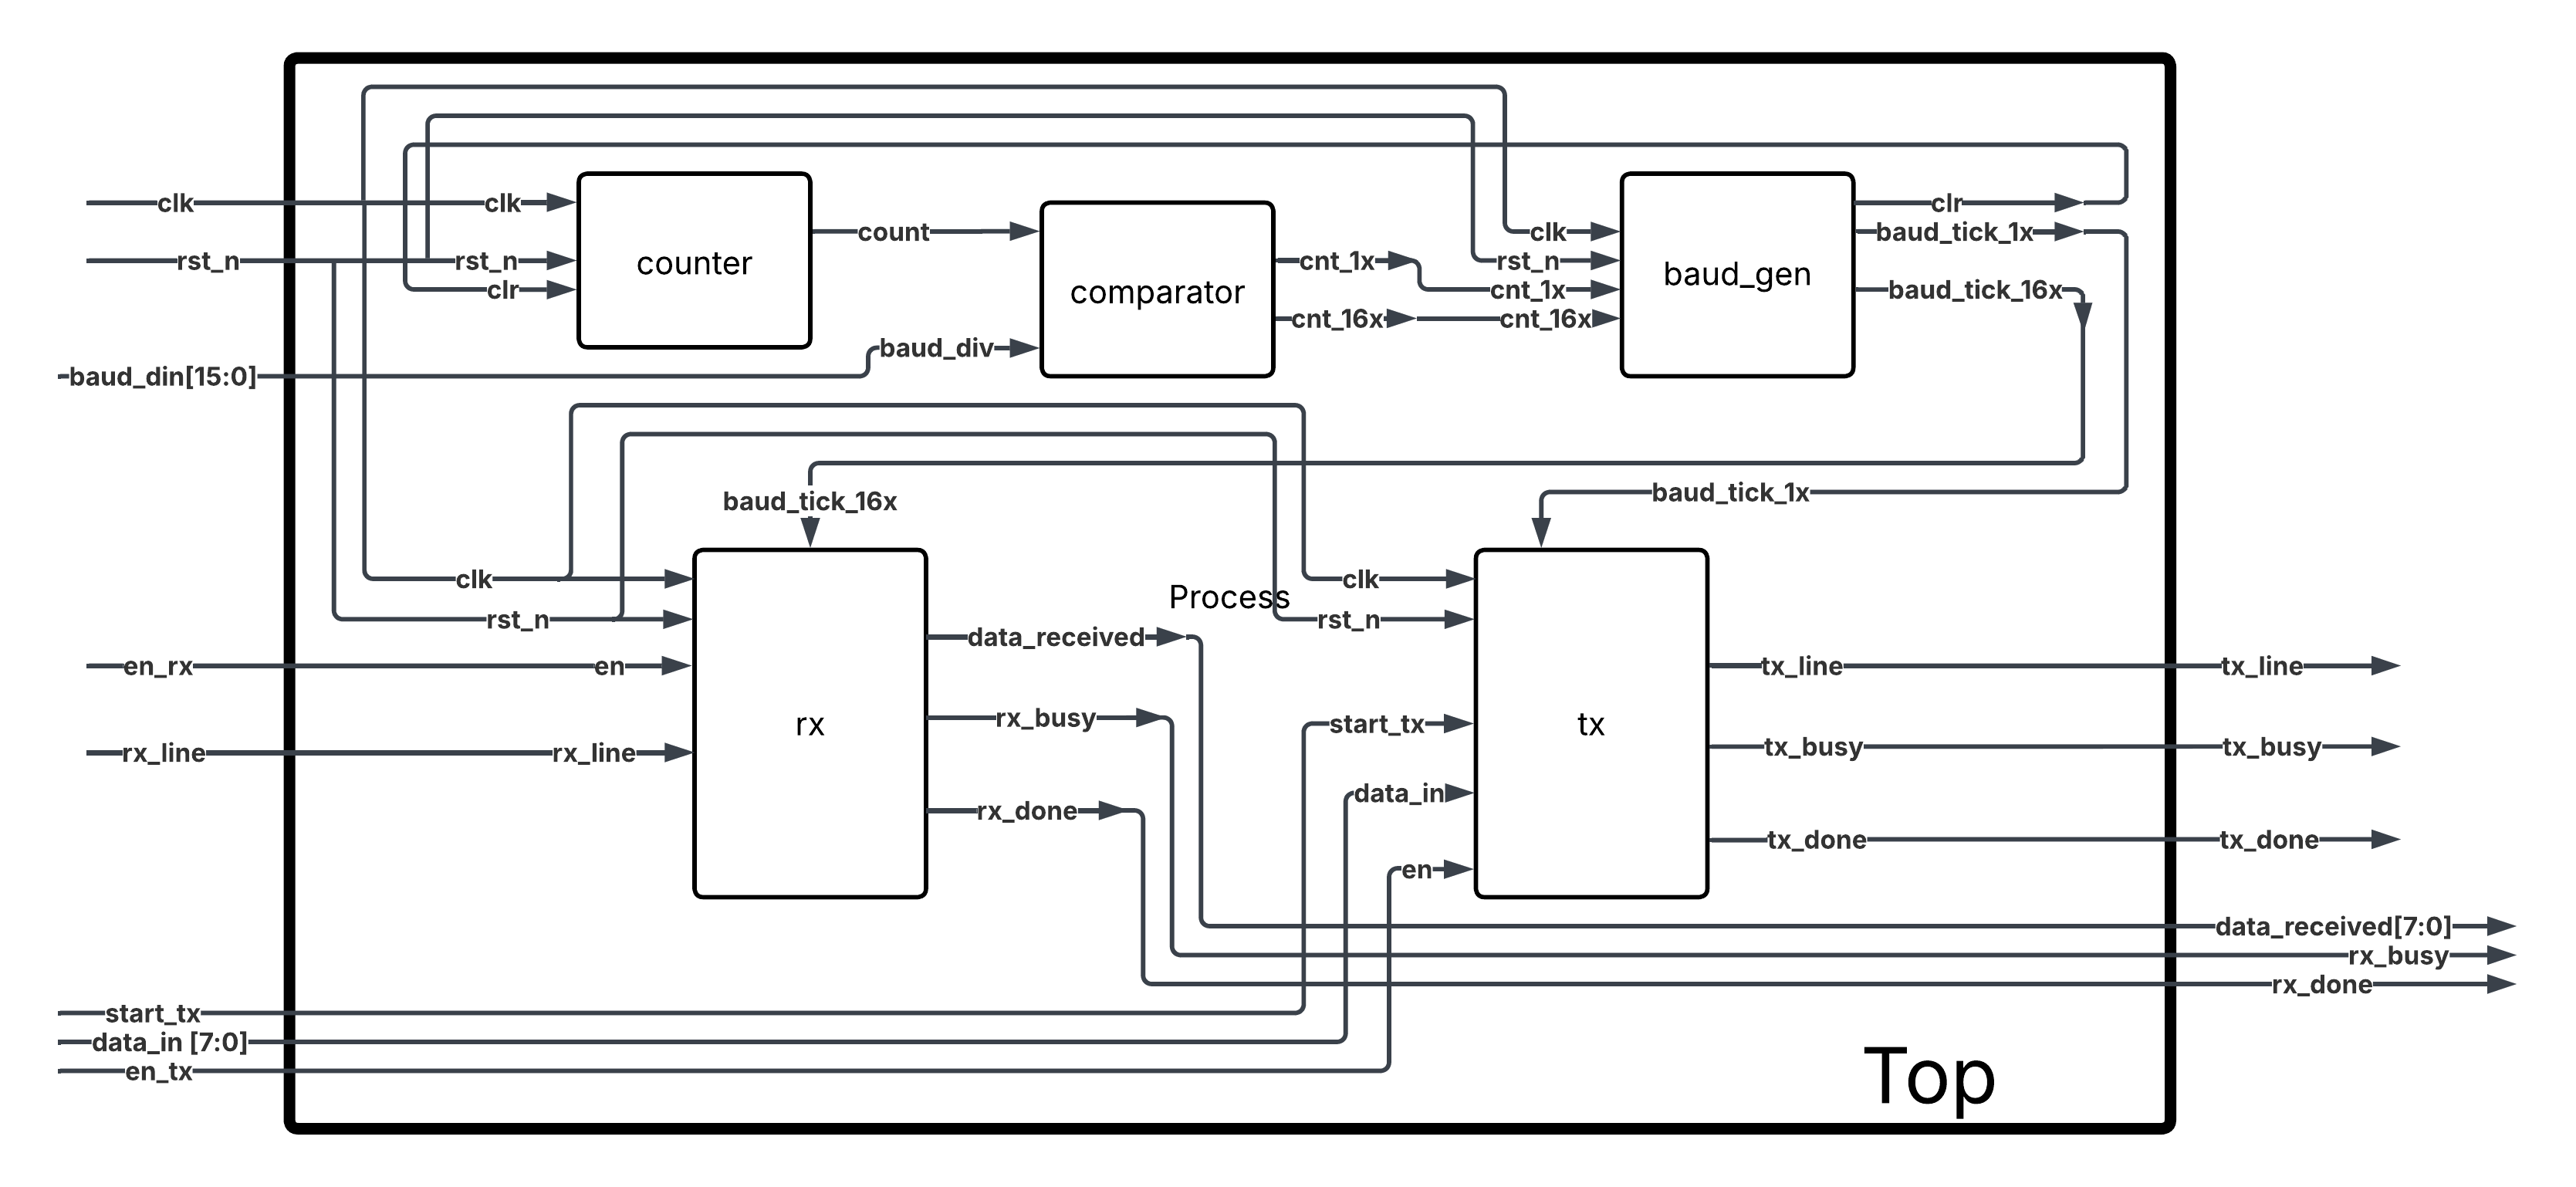 clk
clk
clr
rst_n
rst_n
clr
counter
count
baud_din[15:0]
baud_div
comparator
cnt_1x
cnt_16x
clk
rst_n
cnt_1x
cnt_16x
baud_gen
baud_tick_1x
baud_tick_16x
baud_tick_16x
baud_tick_1x
clk
rst_n
en_rx
en
rx_line
rx_line
rx
data_received
rx_busy
rx_done
Process
clk
rst_n
start_tx
data_in
en
tx
tx_line
tx_line
tx_busy
tx_busy
tx_done
tx_done
data_received[7:0]
rx_busy
rx_done
start_tx
data_in [7:0]
en_tx
Top